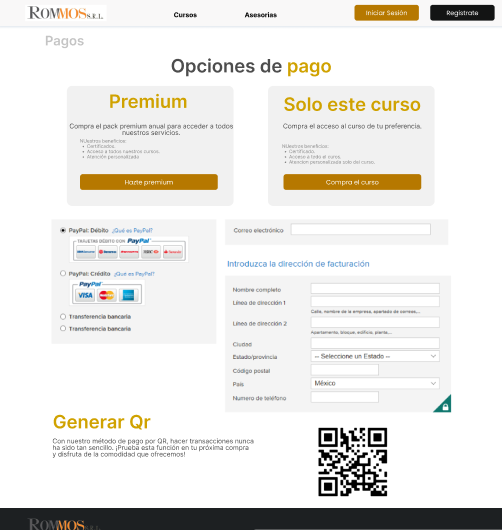 ROMMOS S.R.L.
Cursos
Asesorias
Iniciar Sesión
Registrate
Pagos
Opciones de pago
Premium
Compra el pack premium anual para acceder a todos
nuestros servicios.
NUestros beneficios:
• Certificados.
• Acceso a todos nuestros cursos.
• Atención personalizada
Hazte premium
Solo este curso
Compra el acceso al curso de tu preferencia.
NUestros beneficios:
• Certificado.
• Acceso a todo el curso.
• Atención personalizada solo del curso.
Compra el curso
PayPal: Débito ¿Qué es PayPal?
TARJETAS DÉBITO CON PayPal
PayPal: Crédito ¿Qué es PayPal?
PayPal
VISA
Transferencia bancaria
Transferencia bancaria
Correo electrónico
Introduzca la dirección de facturación
Nombre completo
Línea de dirección 1
Calle, nombre de la empresa, apartado de correos,...
Línea de dirección 2
Apartamento, bloque, edificio, planta,...
Ciudad
Estado/provincia
-- Seleccione un Estado --
Código postal
País
México
Numero de teléfono
Generar Qr
Con nuestro método de pago por QR, hacer transacciones nunca
ha sido tan sencillo. ¡Prueba esta función en tu próxima compra
y disfruta de la comodidad que ofrecemos!
ROMMOS S.R.L.